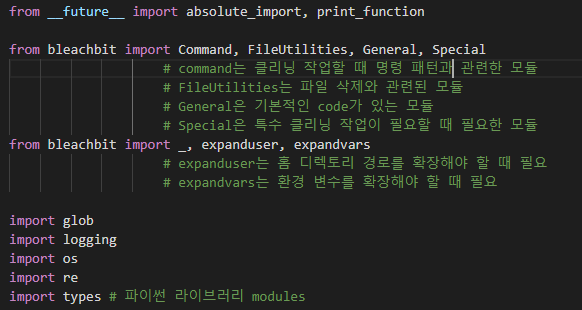 from __future__ import absolute_import, print_function
from bleachbit import Command, FileUtilities, General, Special
# command는 클리닝 작업할 때 명령 패턴과 관련한 모듈
# FileUtilities는 파일 삭제와 관련된 모듈
# General은 기본적인 code가 있는 모듈
# Special은 특수 클리닝 작업이 필요할 때 필요한 모듈
from bleachbit import _, expanduser, expandvars
# expanduser는 홈 디렉토리 경로를 확장해야 할 때 필요
# expandvars는 환경 변수를 확장해야 할 때 필요
import glob
import logging
import os
import re
import types # 파이썬 라이브러리 modules